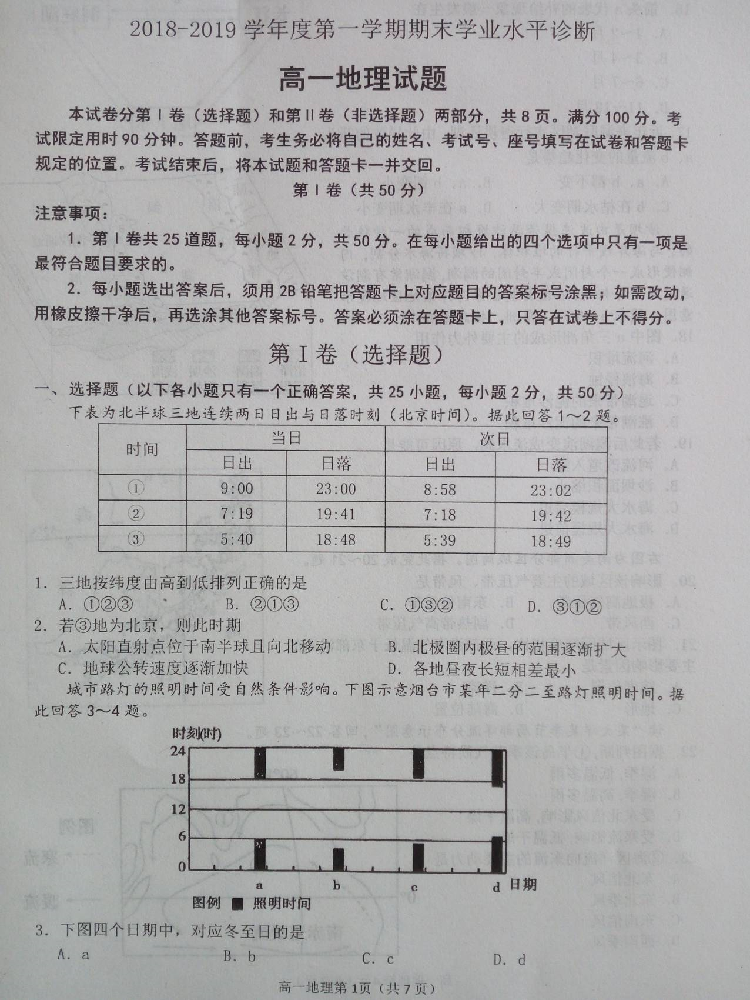 2018-2019 学年度第一学期期末学业水平诊断
高一地理试题
本试卷分第Ⅰ卷（选择题）和第Ⅱ卷（非选择题）两部分，共 8 页。满分 100 分。考
试限定用时 90 分钟。答题前，考生务必将自己的姓名、考试号、座号填写在试卷和答题卡
规定的位置。考试结束后，将本试题和答题卡一并交回。
第Ⅰ卷（共 50 分）
注意事项：
1．第Ⅰ卷共 25 道题，每小题 2 分，共 50 分。在每小题给出的四个选项中只有一项是
最符合题目要求的。
2．每小题选出答案后，须用 2B 铅笔把答题卡上对应题目的答案标号涂黑；如需改动，
用橡皮擦干净后，再选涂其他答案标号。答案必须涂在答题卡上，只答在试卷上不得分。
第Ⅰ卷（选择题）
一、选择题（以下各小题只有一个正确答案，共 25 小题，每小题 2 分，共 50 分）
下表为北半球三地连续两日日出与日落时刻（北京时间）。据此回答 1～2 题。
时间 当日 次日
日出 日落 日出 日落
① 9:00 23:00 8:58 23:02
② 7:19 19:41 7:18 19:42
③ 5:40 18:48 5:39 18:49
1．三地按纬度由高到低排列正确的是
A．①②③ B．②①③ C．①③② D．③①②
2．若③地为北京，则此时期
A．太阳直射点位于南半球且向北移动 B．北极圈内极昼的范围逐渐扩大
C．地球公转速度逐渐加快 D．各地昼夜长短相差最小
城市路灯的照明时间受自然条件影响。下图示意烟台市某年二分二至路灯照明时间。据
此回答 3～4 题。
时刻(时)
24
18
12
6
0
a b c d 日期
图例 照明时间
3．下图四个日期中，对应冬至日的是
A．a B．b C．c D．d
高一地理第 1页（共 7 页）